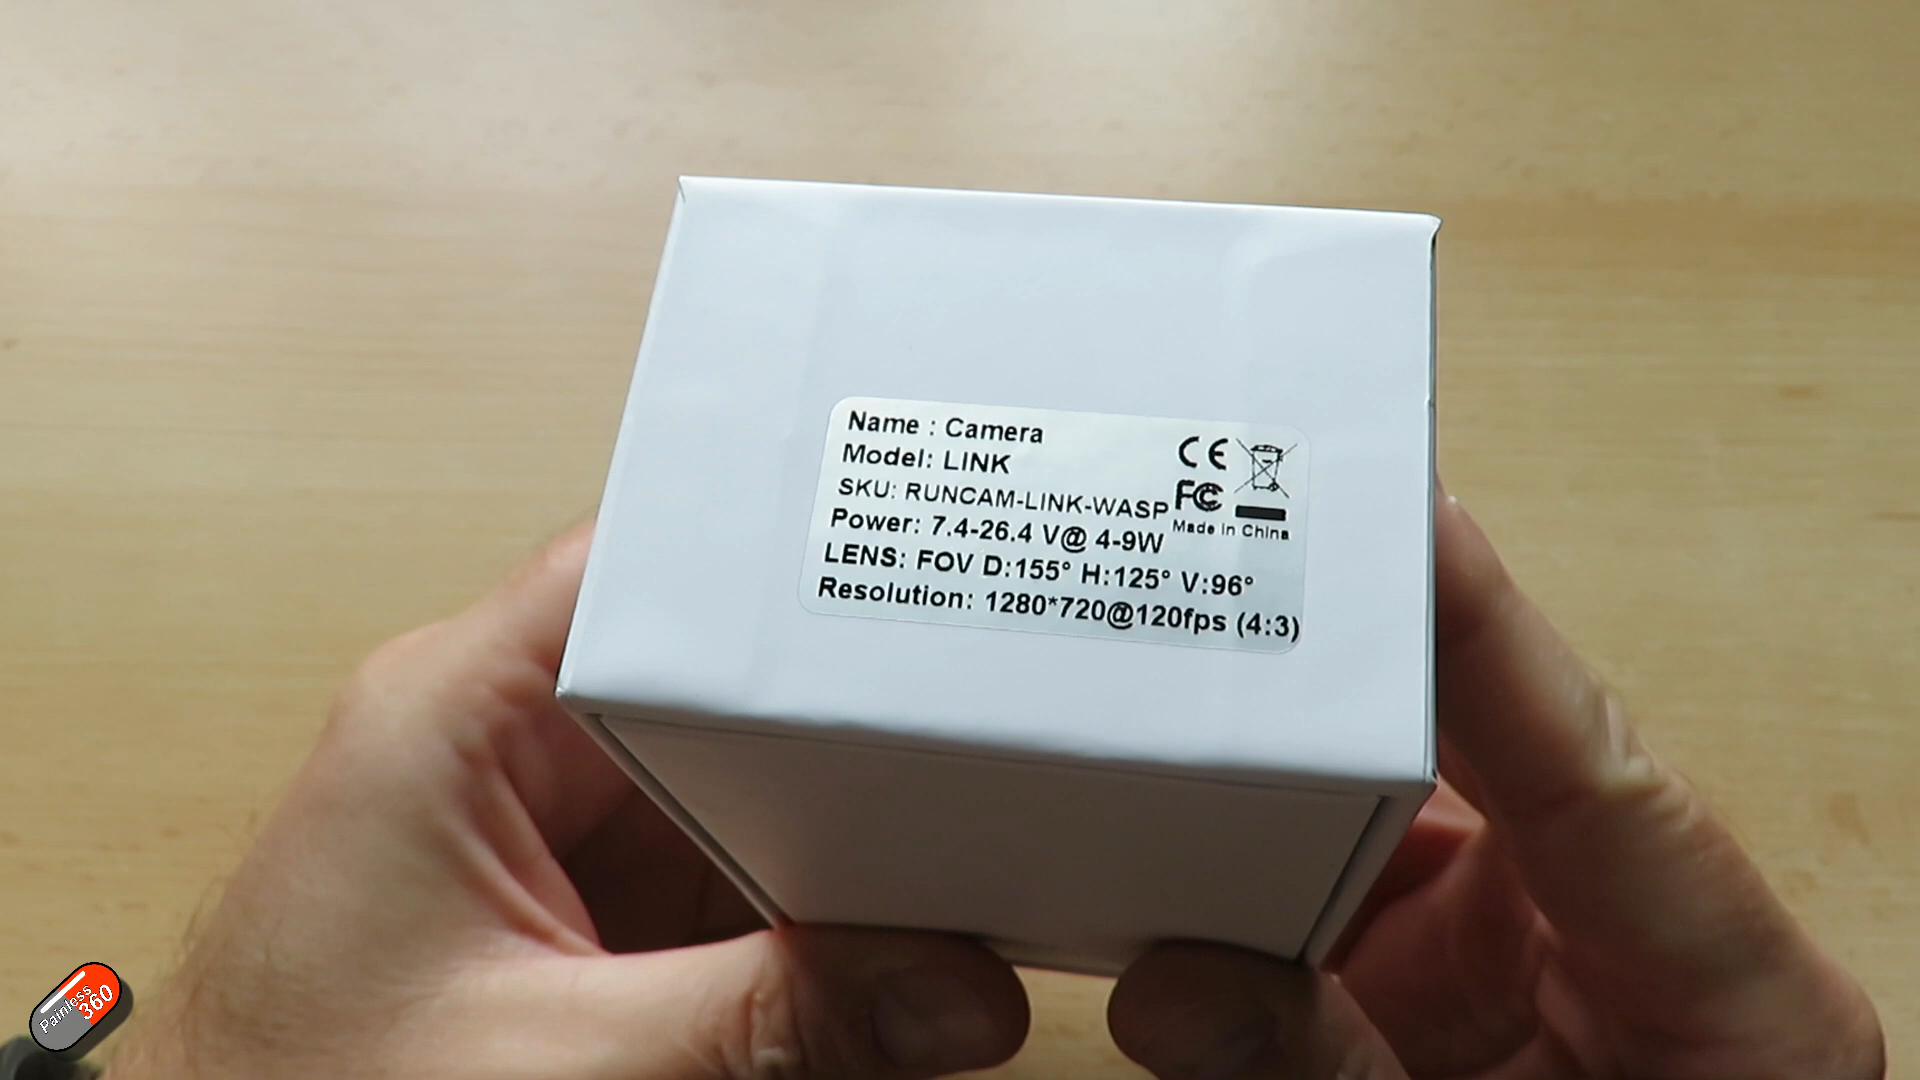 Name : Camera
Model: LINK
SKU: RUNCAM-LINK-WASP
Power: 7.4-26.4 V@ 4-9W
LENS: FOV D:155° H:125° V:96°
Resolution: 1280*720@120fps (4:3)
CE
FC
Made in China
Painless
360